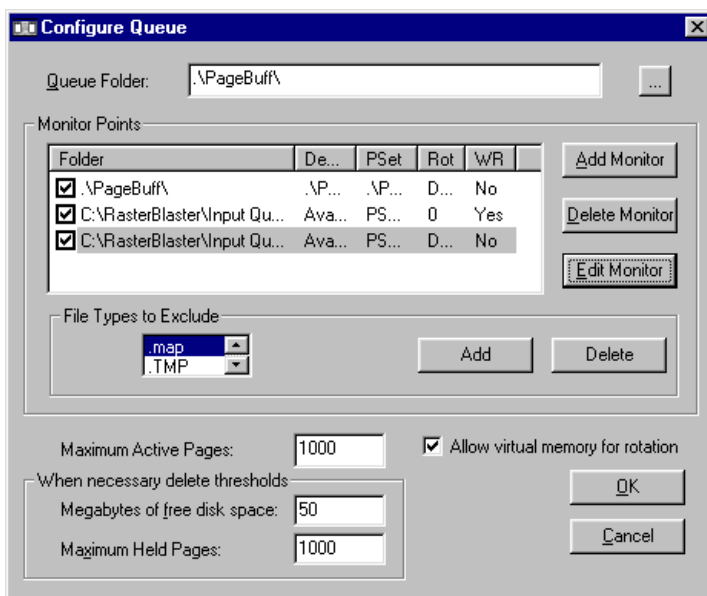 Configure Queue
Queue Folder: .\PageBuff\ ...
Monitor Points
Folder De... PSet Rot WR
.\PageBuff\ .\P... .\P... D... No
C:\RasterBlaster\Input Qu... Ava... PS... 0 Yes
C:\RasterBlaster\Input Qu... Ava... PS... D... No
Add Monitor
Delete Monitor
Edit Monitor
File Types to Exclude
.map
.TMP
Add Delete
Maximum Active Pages: 1000 Allow virtual memory for rotation
When necessary delete thresholds
Megabytes of free disk space: 50
Maximum Held Pages: 1000
OK
Cancel